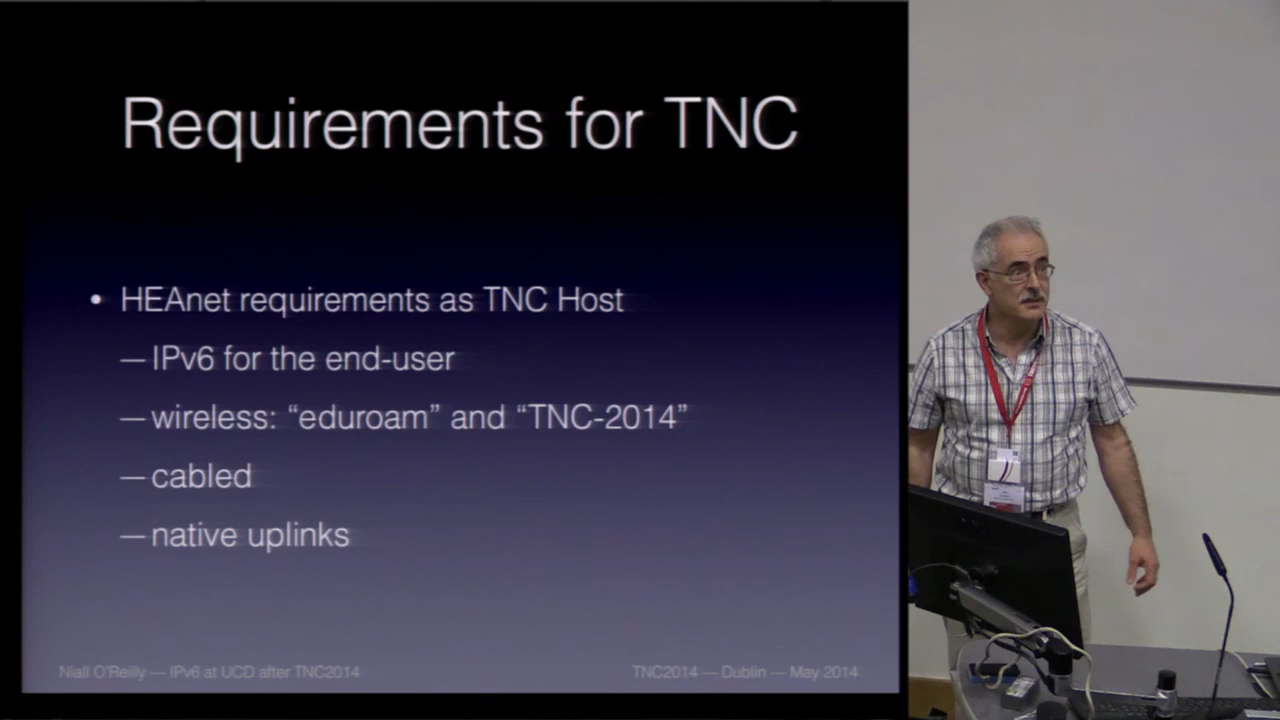 Requirements for TNC
• HEAnet requirements as TNC Host
— IPv6 for the end-user
— wireless: “eduroam” and “TNC-2014”
— cabled
— native uplinks
Niall O'Reilly — IPv6 at UCD after TNC2014
TNC2014 — Dublin — May 2014